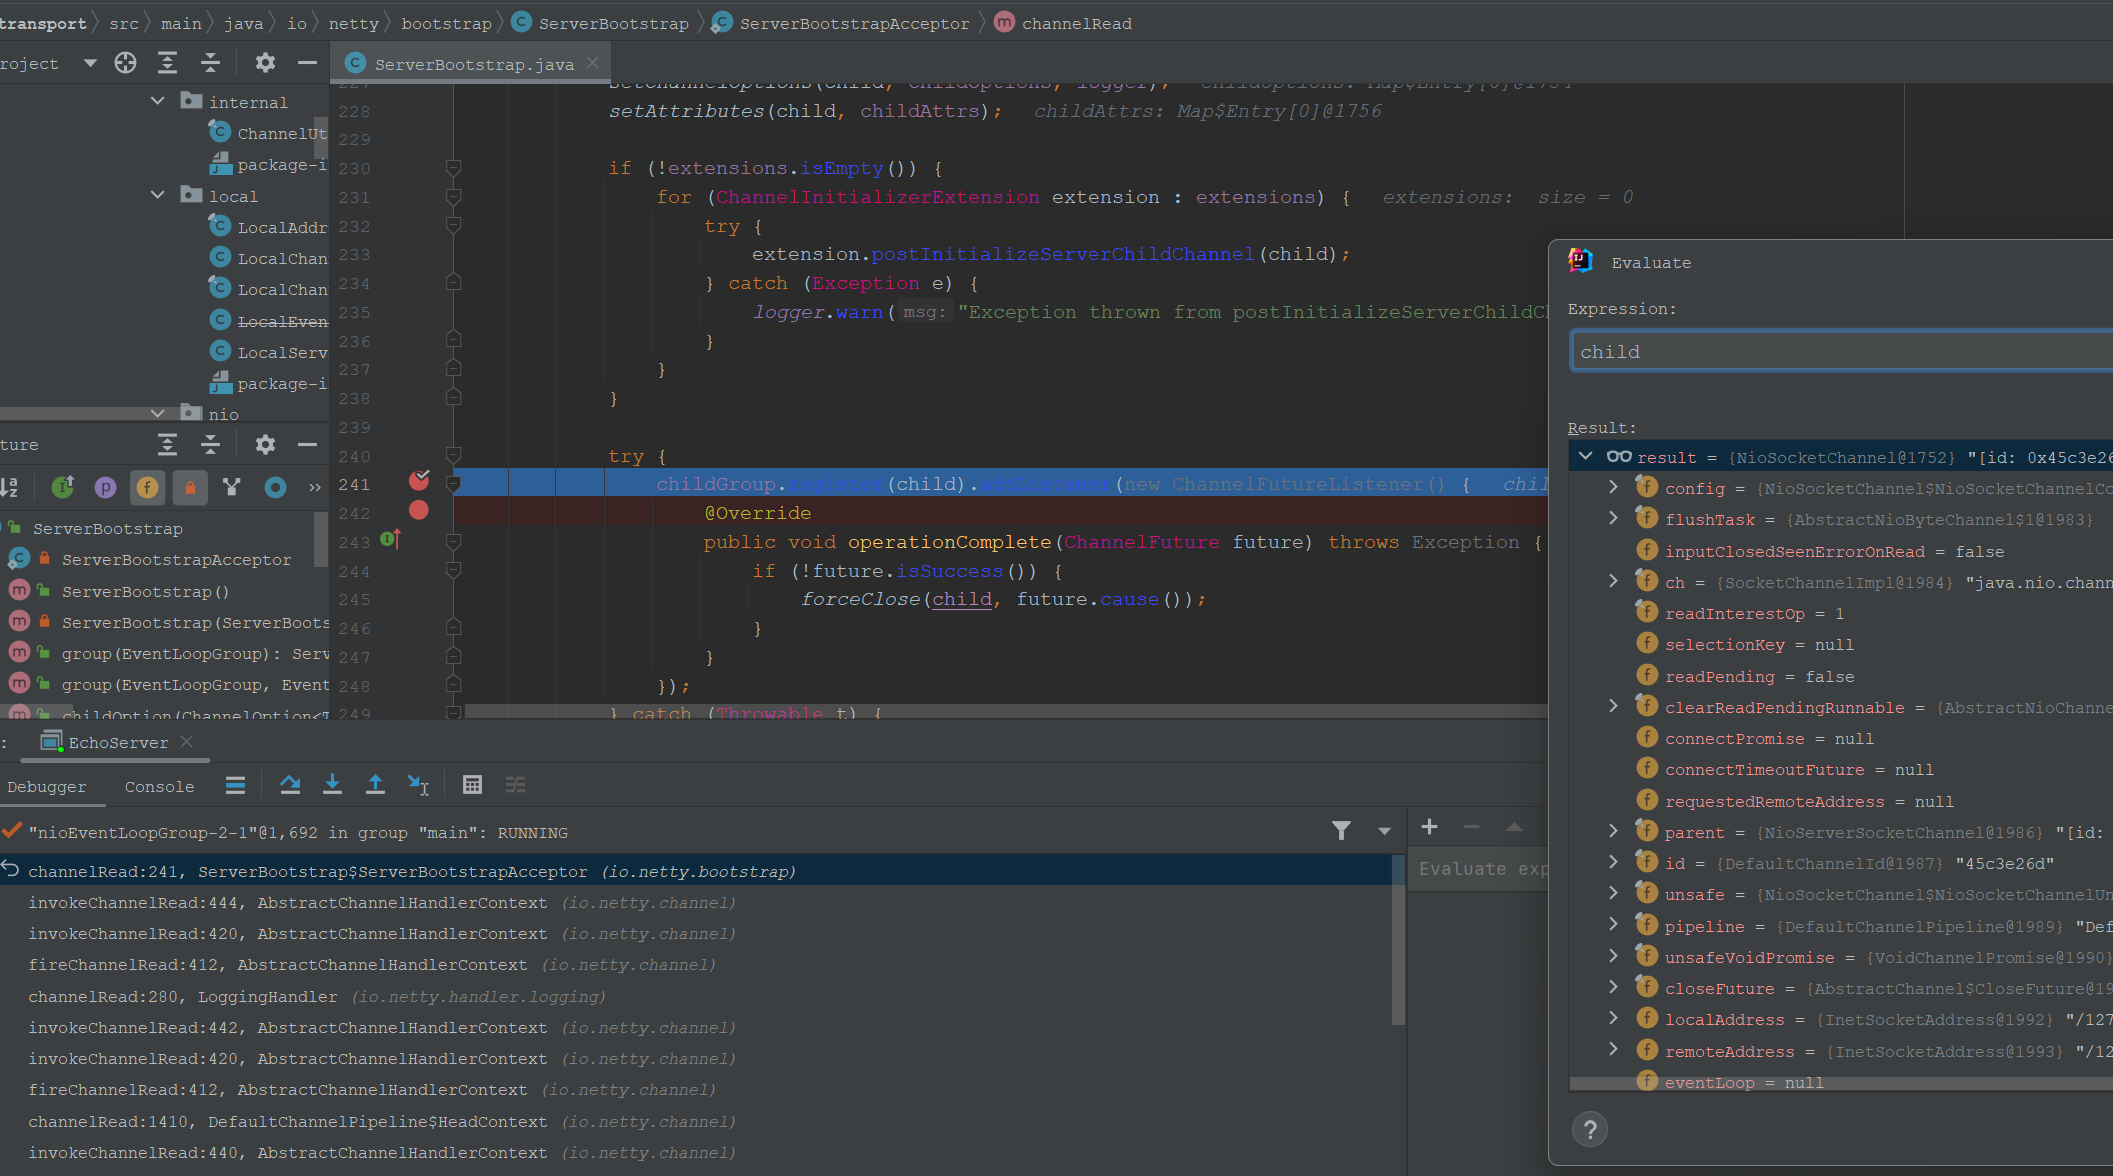 transport src main java io netty bootstrap ServerBootstrap ServerBootstrapAcceptor channelRead
roject
ServerBootstrap.java
internal
ChannelUt
package-i
local
LocalAddr
LocalChan
LocalChan
LocalEven
LocalServ
package-i
nio
ture
ServerBootstrap
ServerBootstrapAcceptor
ServerBootstrap()
ServerBootstrap(ServerBoots
group(EventLoopGroup): Serv
group(EventLoopGroup, Event
childOption(ChannelOption<T
227 setChannelOptions(child, childOptions, logger); childOptions: Map$Entry[0]@1751
228 setAttributes(child, childAttrs); childAttrs: Map$Entry[0]@1756
229
230 if (!extensions.isEmpty()) {
231 for (ChannelInitializerExtension extension : extensions) { extensions: size = 0
232 try {
233 extension.postInitializeServerChildChannel(child);
234 } catch (Exception e) {
235 logger.warn( msg: "Exception thrown from postInitializeServerChildCh
236 }
237 }
238 }
239
240 try {
241 childGroup.register(child).addListener(new ChannelFutureListener() { chil
242 @Override
243 public void operationComplete(ChannelFuture future) throws Exception {
244 if (!future.isSuccess()) {
245 forceClose(child, future.cause());
246 }
247 }
248 });
249 } catch (Throwable t) {
Evaluate
Expression:
child
Result:
result = {NioSocketChannel@1752} "[id: 0x45c3e26
config = {NioSocketChannel$NioSocketChannelCo
flushTask = {AbstractNioByteChannel$1@1983}
inputClosedSeenErrorOnRead = false
ch = {SocketChannelImpl@1984} "java.nio.chann
readInterestOp = 1
selectionKey = null
readPending = false
clearReadPendingRunnable = {AbstractNioChanne
connectPromise = null
connectTimeoutFuture = null
requestedRemoteAddress = null
parent = {NioServerSocketChannel@1986} "[id:
id = {DefaultChannelId@1987} "45c3e26d"
unsafe = {NioSocketChannel$NioSocketChannelUn
pipeline = {DefaultChannelPipeline@1989} "Def
unsafeVoidPromise = {VoidChannelPromise@1990}
closeFuture = {AbstractChannel$CloseFuture@19
localAddress = {InetSocketAddress@1992} "/127
remoteAddress = {InetSocketAddress@1993} "/12
eventLoop = null
?
: EchoServer
Debugger Console
"nioEventLoopGroup-2-1"@1,692 in group "main": RUNNING
Evaluate exp
channelRead:241, ServerBootstrap$ServerBootstrapAcceptor (io.netty.bootstrap)
invokeChannelRead:444, AbstractChannelHandlerContext (io.netty.channel)
invokeChannelRead:420, AbstractChannelHandlerContext (io.netty.channel)
fireChannelRead:412, AbstractChannelHandlerContext (io.netty.channel)
channelRead:280, LoggingHandler (io.netty.handler.logging)
invokeChannelRead:442, AbstractChannelHandlerContext (io.netty.channel)
invokeChannelRead:420, AbstractChannelHandlerContext (io.netty.channel)
fireChannelRead:412, AbstractChannelHandlerContext (io.netty.channel)
channelRead:1410, DefaultChannelPipeline$HeadContext (io.netty.channel)
invokeChannelRead:440, AbstractChannelHandlerContext (io.netty.channel)